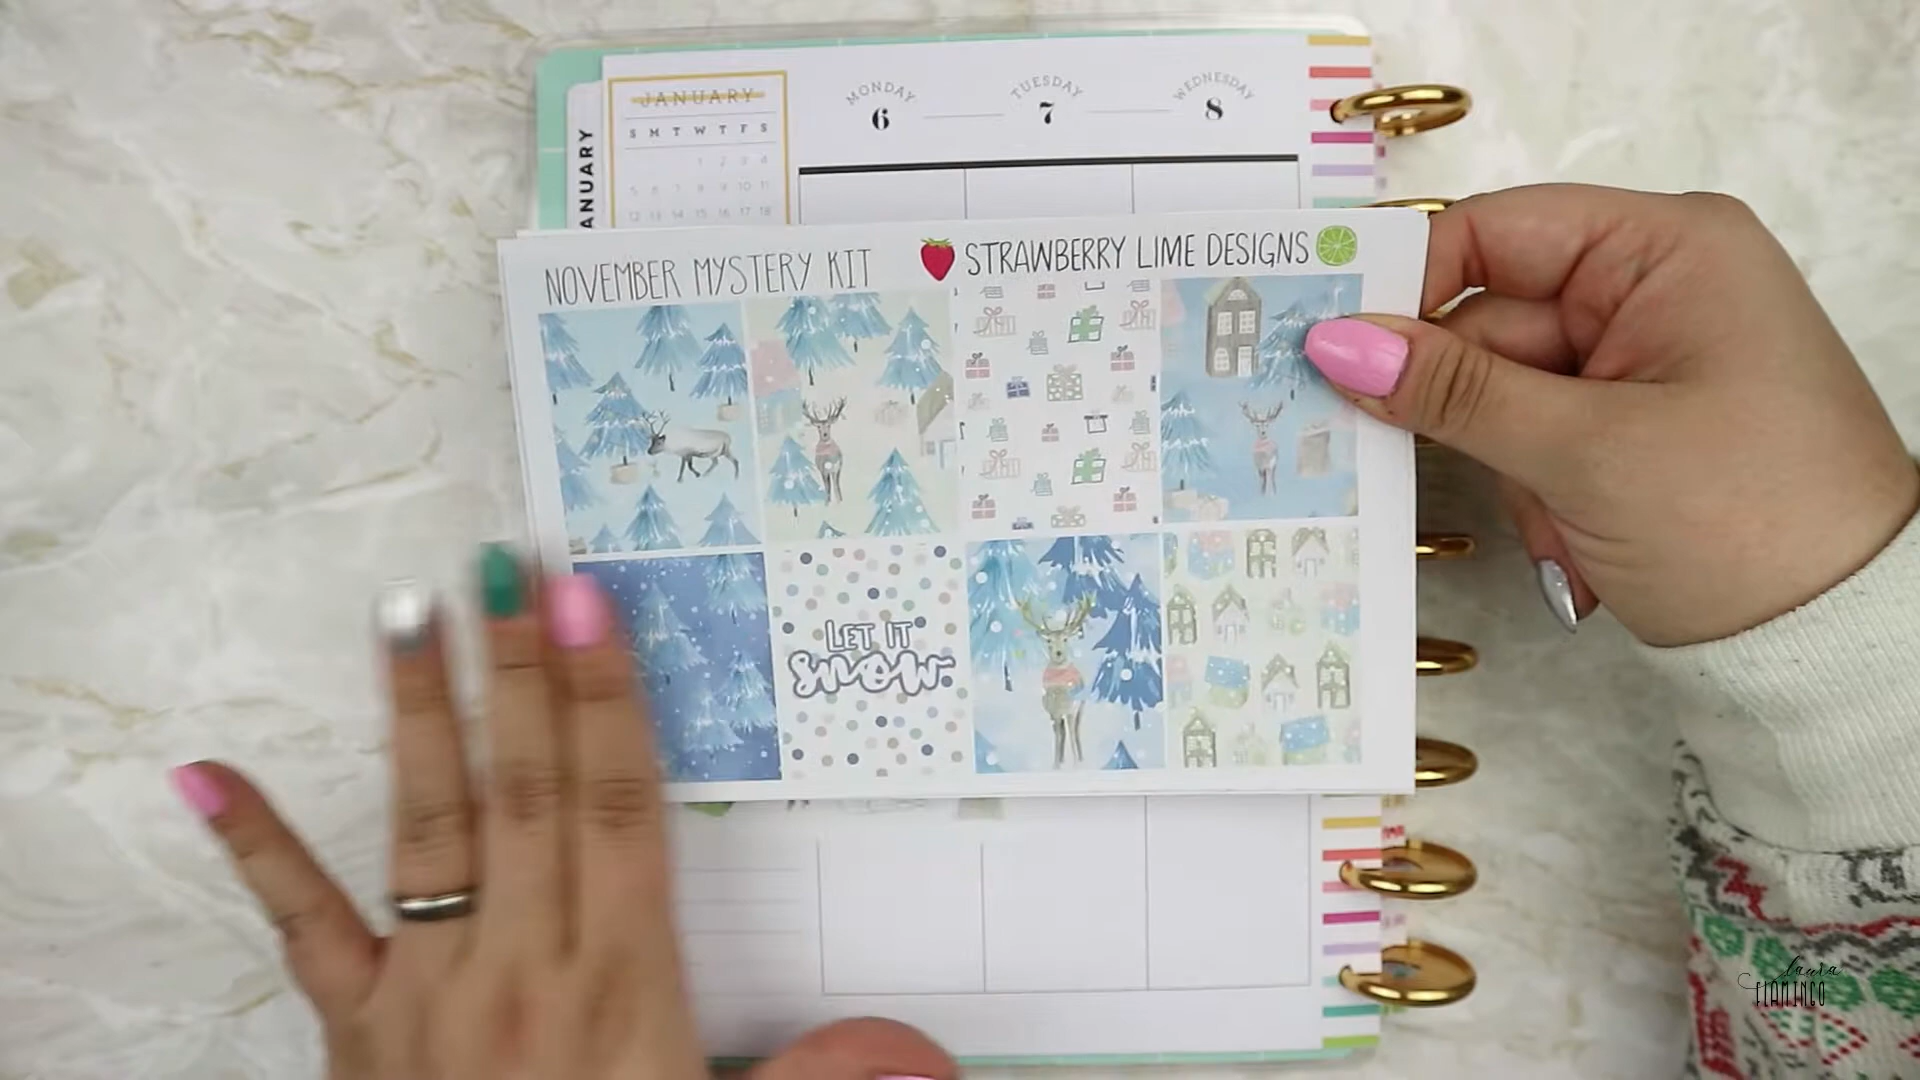 JANUARY
S M T W T F S
1 2 3 4
5 6 7 8 9 10 11
12 13 14 15 16 17 18
MONDAY
6
TUESDAY
7
WEDNESDAY
8
ANUARY
NOVEMBER MYSTERY KIT
STRAWBERRY LIME DESIGNS
LET IT
SNOW
laura
FLAMINGO